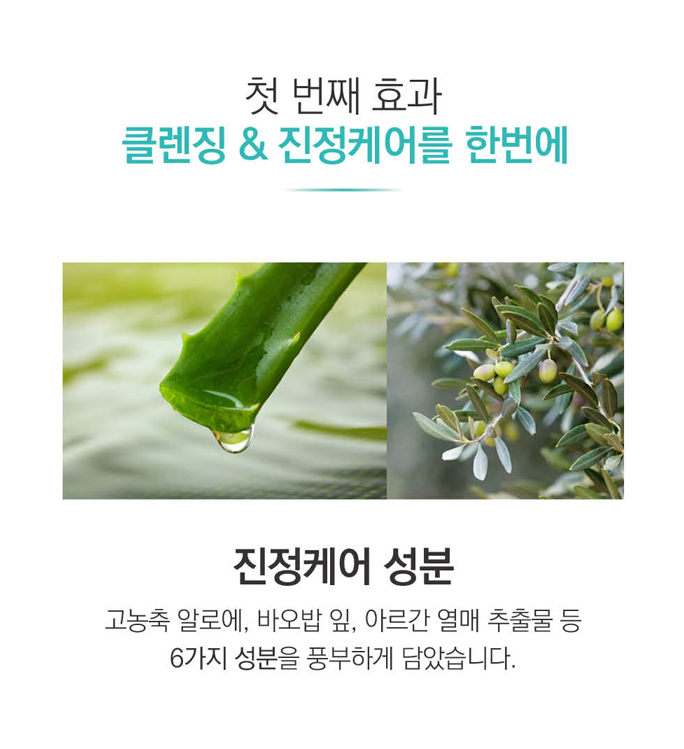 첫 번째 효과
클렌징 & 진정케어를 한번에
진정케어 성분
고농축 알로에, 바오밥 잎, 아르간 열매 추출물 등
6가지 성분을 풍부하게 담았습니다.